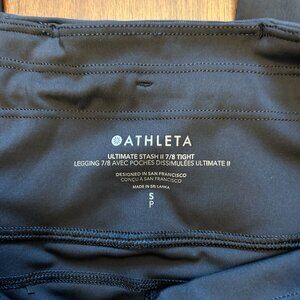 ATHLETA
ULTIMATE STASH II 7/8 TIGHT
LEGGING 7/8 AVEC POCHES DISSIMULÉES ULTIMATE II
DESIGNED IN SAN FRANCISCO
CONÇU À SAN FRANCISCO
MADE IN SRI LANKA
S
P